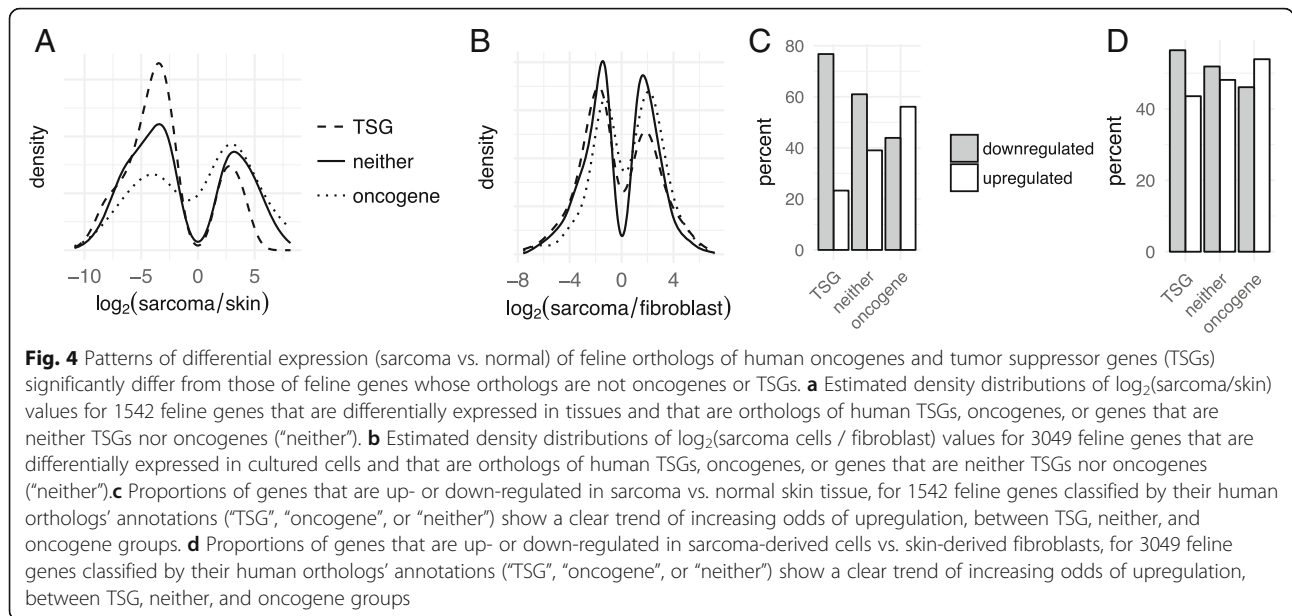 A
B
C
D
density
−10
−5
0
5
log2(sarcoma/skin)
TSG
neither
oncogene
density
−8
−4
0
4
log2(sarcoma/fibroblast)
percent
80
60
40
20
0
TSG
neither
oncogene
downregulated
upregulated
percent
40
20
0
TSG
neither
oncogene
Fig. 4 Patterns of differential expression (sarcoma vs. normal) of feline orthologs of human oncogenes and tumor suppressor genes (TSGs)
significantly differ from those of feline genes whose orthologs are not oncogenes or TSGs. a Estimated density distributions of log2(sarcoma/skin)
values for 1542 feline genes that are differentially expressed in tissues and that are orthologs of human TSGs, oncogenes, or genes that are
neither TSGs nor oncogenes (“neither”). b Estimated density distributions of log2(sarcoma cells / fibroblast) values for 3049 feline genes that are
differentially expressed in cultured cells and that are orthologs of human TSGs, oncogenes, or genes that are neither TSGs nor oncogenes
(“neither”).c Proportions of genes that are up- or down-regulated in sarcoma vs. normal skin tissue, for 1542 feline genes classified by their human
orthologs’ annotations (“TSG”, “oncogene”, or “neither”) show a clear trend of increasing odds of upregulation, between TSG, neither, and
oncogene groups. d Proportions of genes that are up- or down-regulated in sarcoma-derived cells vs. skin-derived fibroblasts, for 3049 feline
genes classified by their human orthologs’ annotations (“TSG”, “oncogene”, or “neither”) show a clear trend of increasing odds of upregulation,
between TSG, neither, and oncogene groups